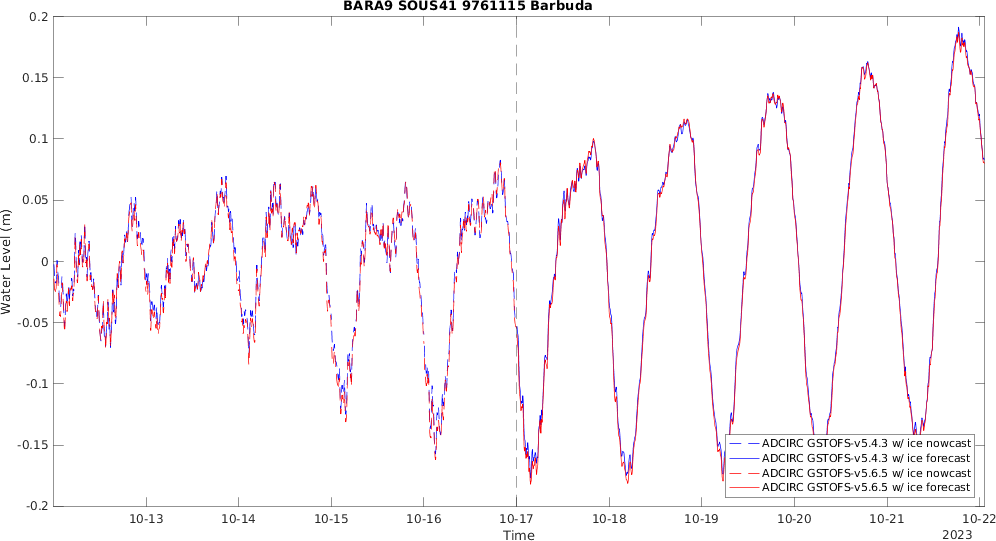 BARA9 SOUS41 9761115 Barbuda
0.2
0.15
0.1
0.05
0
-0.05
-0.1
-0.15
-0.2
Water Level (m)
ADCIRC GSTOFS-v5.4.3 w/ ice nowcast
ADCIRC GSTOFS-v5.4.3 w/ ice forecast
ADCIRC GSTOFS-v5.6.5 w/ ice nowcast
ADCIRC GSTOFS-v5.6.5 w/ ice forecast
10-13 10-14 10-15 10-16 10-17 10-18 10-19 10-20 10-21 10-22
Time
2023